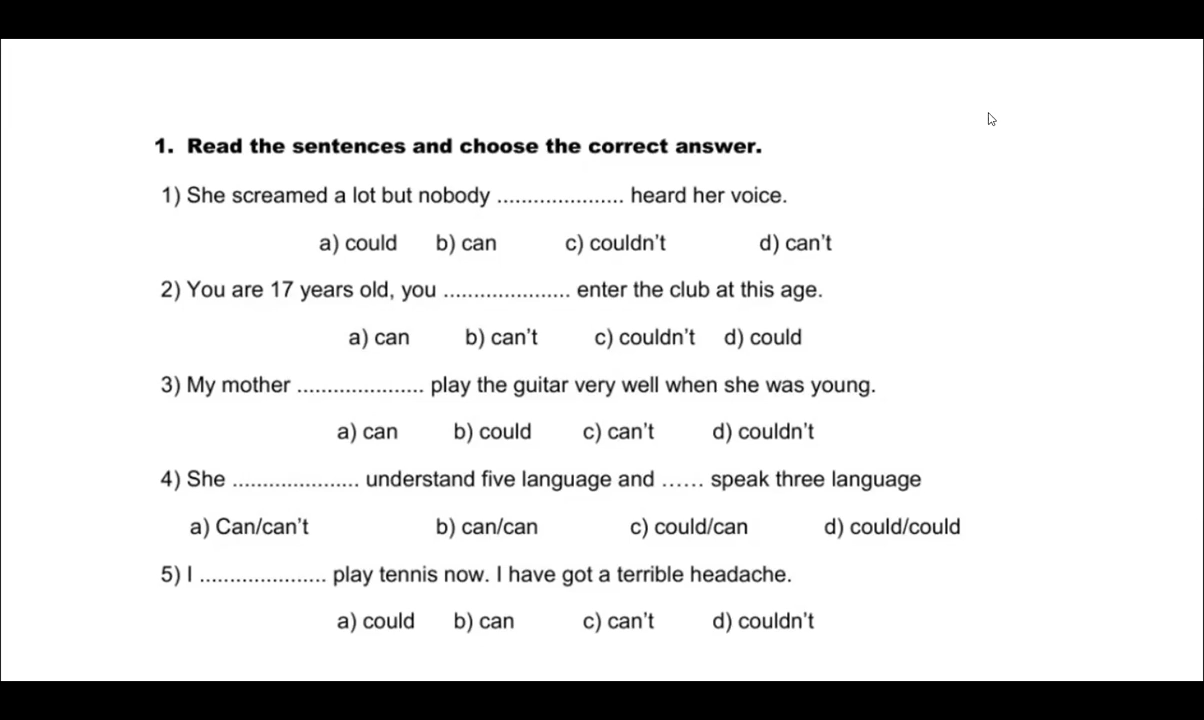 1. Read the sentences and choose the correct answer.
1) She screamed a lot but nobody ..................... heard her voice.
a) could b) can c) couldn't d) can't
2) You are 17 years old, you ..................... enter the club at this age.
a) can b) can't c) couldn't d) could
3) My mother ..................... play the guitar very well when she was young.
a) can b) could c) can't d) couldn't
4) She ..................... understand five language and ...... speak three language
a) Can/can't b) can/can c) could/can d) could/could
5) I ..................... play tennis now. I have got a terrible headache.
a) could b) can c) can't d) couldn't